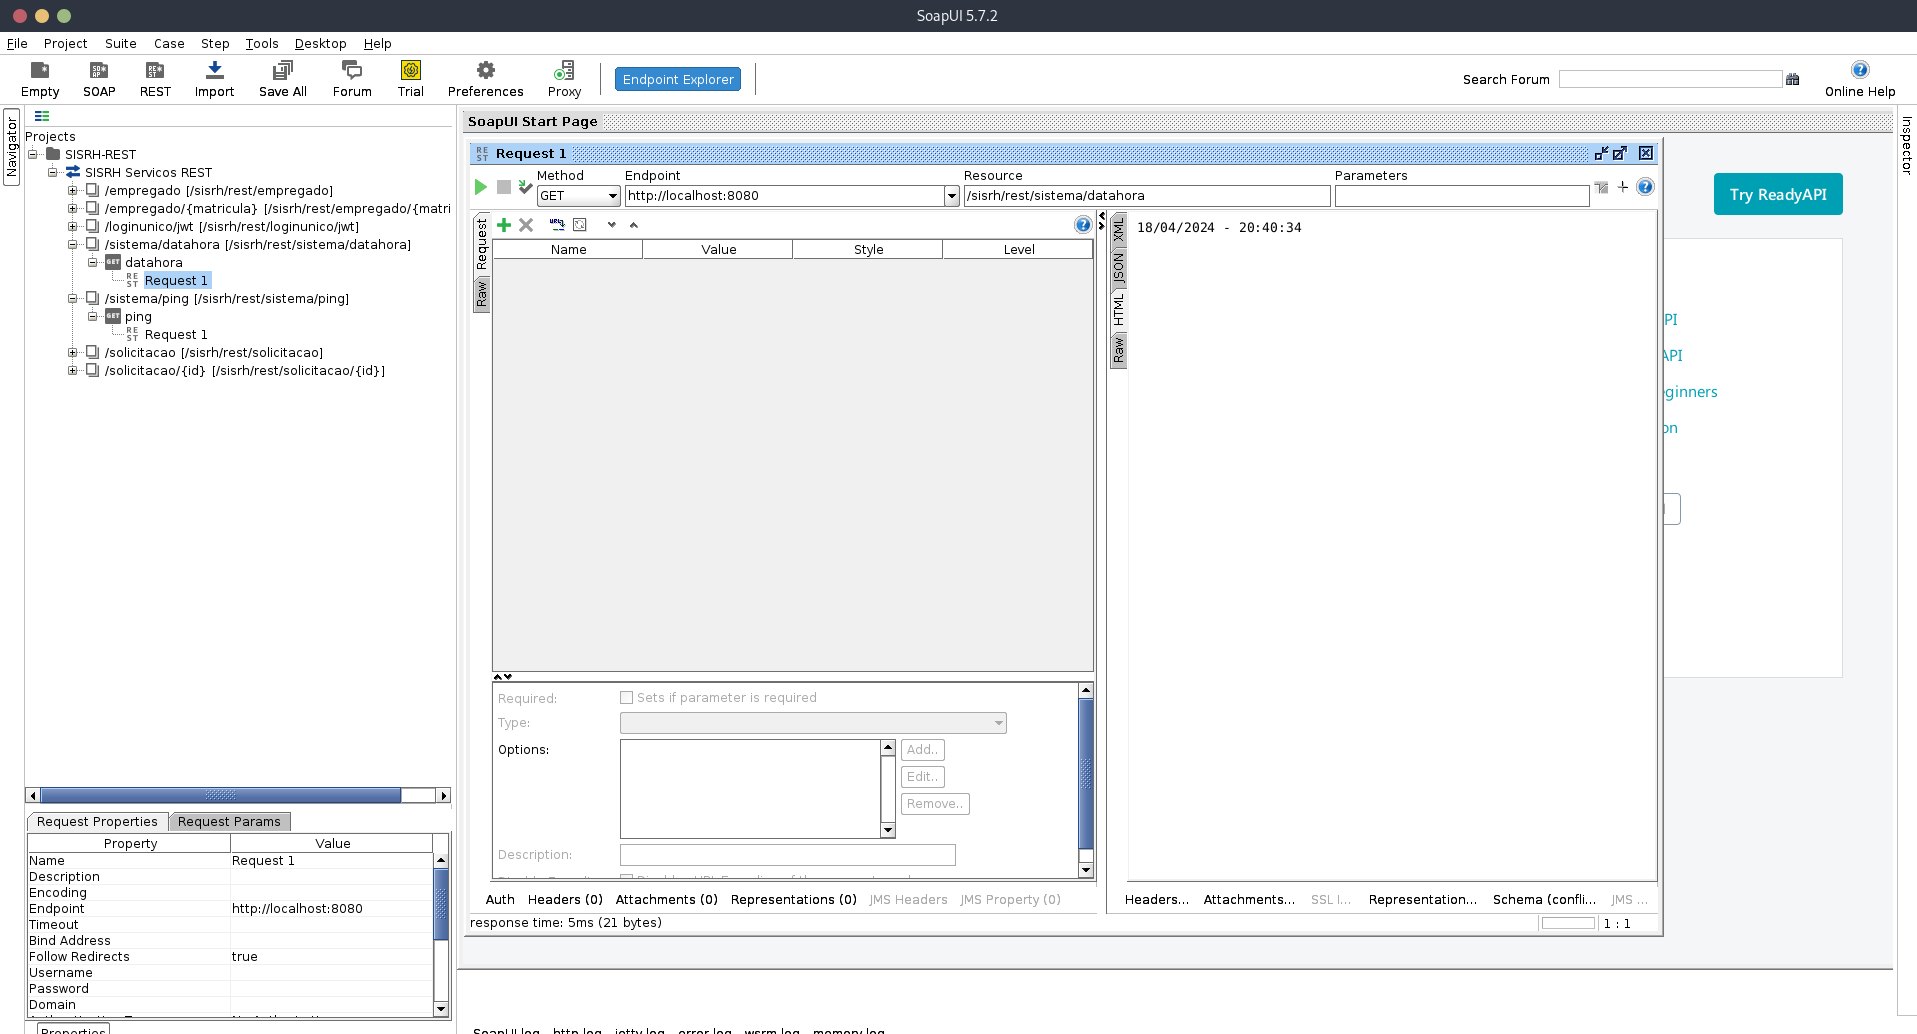 SoapUI 5.7.2
File Project Suite Case Step Tools Desktop Help
Empty SOAP REST Import Save All Forum Trial Preferences Proxy Endpoint Explorer Search Forum Online Help
Navigator
Projects
SISRH-REST
SISRH Servicos REST
/empregado [/sisrh/rest/empregado]
/empregado/{matricula} [/sisrh/rest/empregado/{matri
/loginunico/jwt [/sisrh/rest/loginunico/jwt]
/sistema/datahora [/sisrh/rest/sistema/datahora]
GET datahora
REST Request 1
/sistema/ping [/sisrh/rest/sistema/ping]
GET ping
REST Request 1
/solicitacao [/sisrh/rest/solicitacao]
/solicitacao/{id} [/sisrh/rest/solicitacao/{id}]
Request Properties Request Params
Property Value
Name Request 1
Description
Encoding
Endpoint http://localhost:8080
Timeout
Bind Address
Follow Redirects true
Username
Password
Domain
Properties
SoapUI Start Page
REST Request 1
Method Endpoint Resource Parameters
GET http://localhost:8080 /sisrh/rest/sistema/datahora
Request
Raw
Name Value Style Level
Required: Sets if parameter is required
Type:
Options: Add..
Edit..
Remove..
Description:
Auth Headers (0) Attachments (0) Representations (0) JMS Headers JMS Property (0)
response time: 5ms (21 bytes)
XML
JSON
HTML
Raw
18/04/2024 - 20:40:34
Headers... Attachments... SSL I... Representation... Schema (confli... JMS ...
1 : 1
Try ReadyAPI
PI
API
eginners
on
Inspector
SoapUI log http log jetty log error log wsrm log memory log